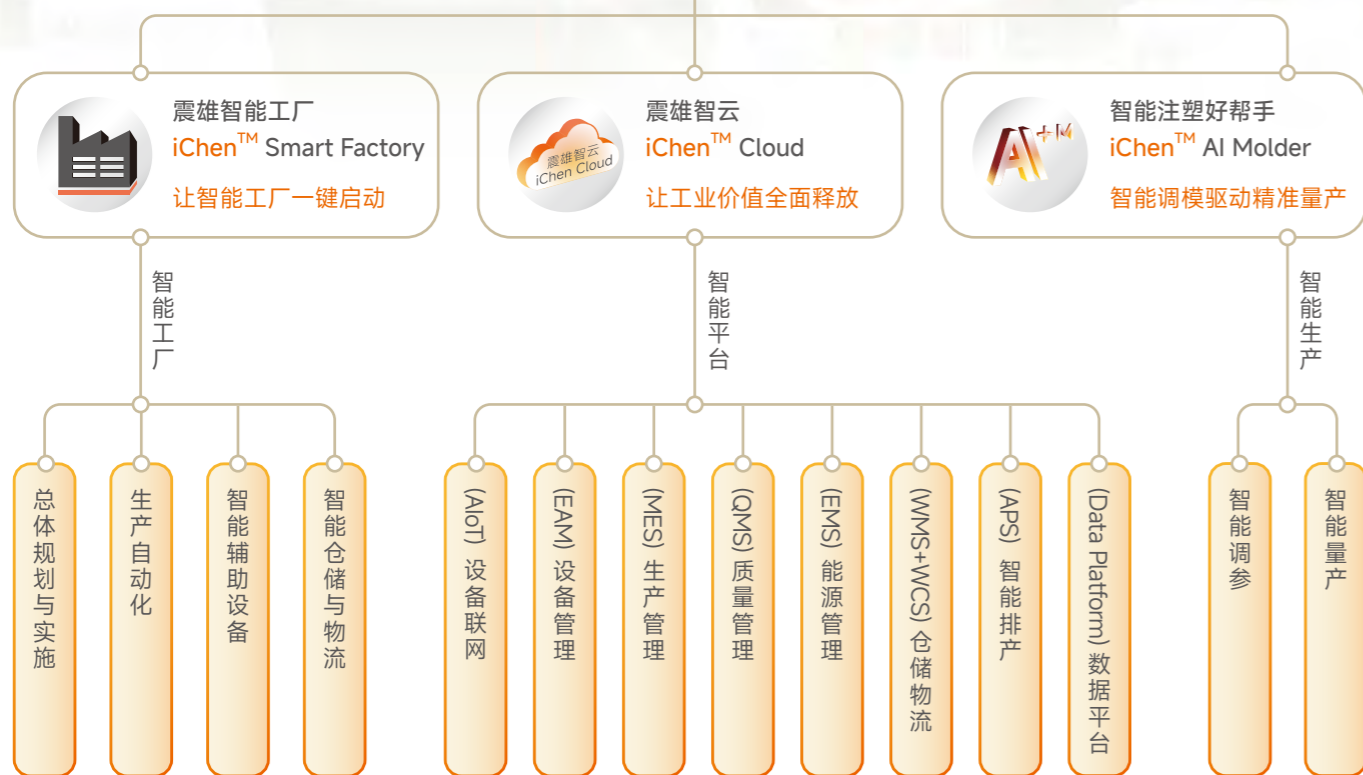 震雄智能工厂
iChen™ Smart Factory
让智能工厂一键启动
震雄智云
iChen Cloud
震雄智云
iChen™ Cloud
让工业价值全面释放
AI+M
智能注塑好帮手
iChen™ AI Molder
智能调模驱动精准量产
智能工厂
智能平台
智能生产
总体规划与实施
生产自动化
智能辅助设备
智能仓储与物流
(AIoT) 设备联网
(EAM) 设备管理
(MES) 生产管理
(QMS) 质量管理
(EMS) 能源管理
(WMS+WCS) 仓储物流
(APS) 智能排产
(Data Platform) 数据平台
智能调参
智能量产